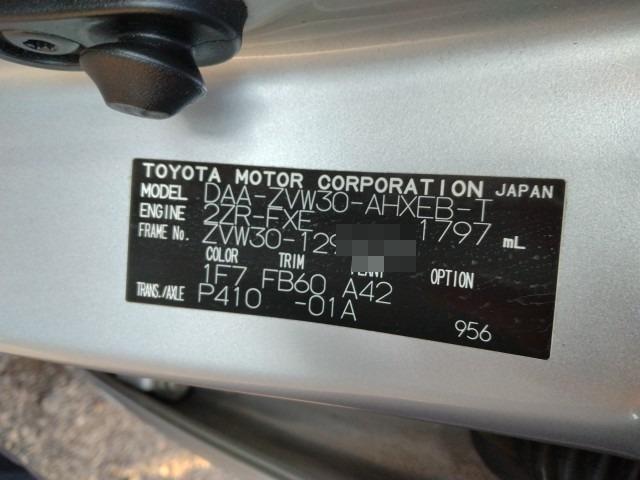 TOYOTA MOTOR CORPORATION JAPAN
MODEL DAA-ZVW30-AHXEB-T
ENGINE 2ZR-FXE 1797 mL
FRAME No. ZVW30-129
COLOR TRIM PLANT OPTION
1F7 FB60 A42
TRANS./AXLE P410 -01A
956